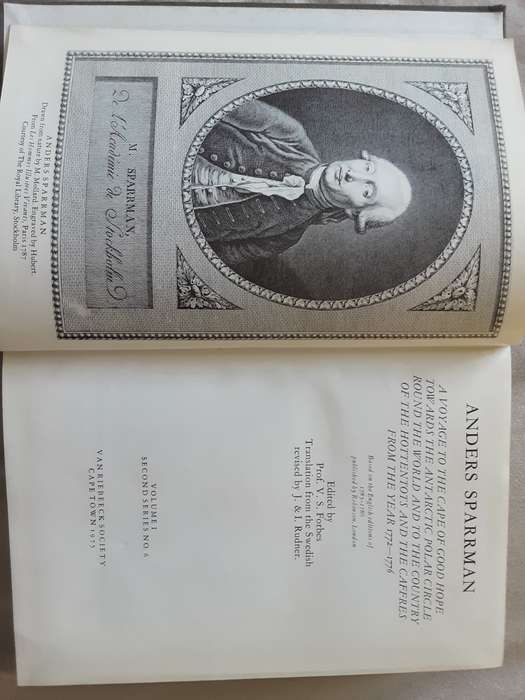 M. SPARRMAN,
De l'Académie de Stockholm
ANDERS SPARRMAN
Drawn from nature by M. Hollard. Engraved by Hubert.
From Les Hommes Illustres Vivants, Paris 1787
Courtesy of The Royal Library, Stockholm
ANDERS SPARRMAN
A VOYAGE TO THE CAPE OF GOOD HOPE
TOWARDS THE ANTARCTIC POLAR CIRCLE
ROUND THE WORLD AND TO THE COUNTRY
OF THE HOTTENTOTS AND THE CAFFRES
FROM THE YEAR 1772–1776
Based on the English editions of
1785–1786
published by Robinson, London
Edited by
Prof. V. S. Forbes
Translation from the Swedish
revised by J. & I. Rudner.
VOLUME I
SECOND SERIES NO. 6
VAN RIEBEECK SOCIETY
CAPE TOWN 1975